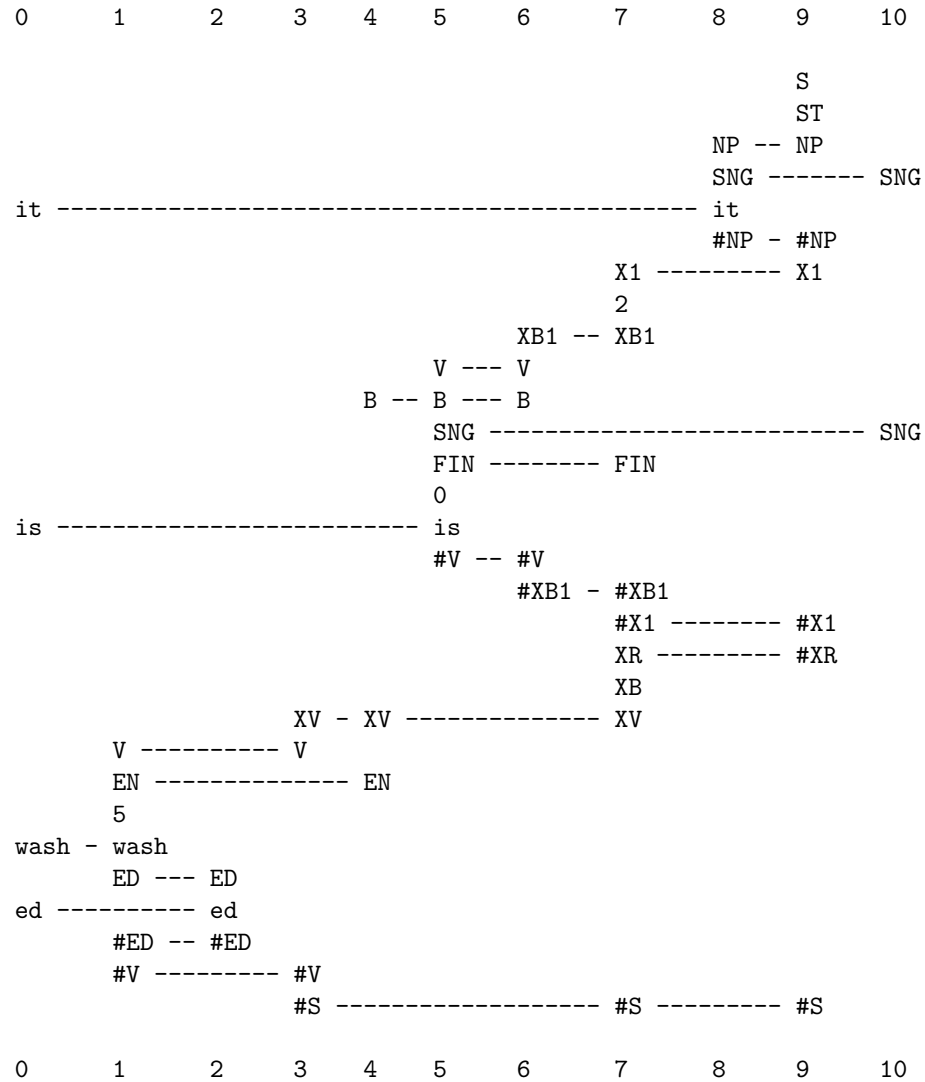 0 1 2 3 4 5 6 7 8 9 10
S
ST
NP -- NP
SNG ------- SNG
it ---------------------------------------------- it
#NP - #NP
X1 --------- X1
2
XB1 -- XB1
V --- V
B -- B --- B
SNG --------------------------- SNG
FIN -------- FIN
0
is -------------------------- is
#V -- #V
#XB1 - #XB1
#X1 -------- #X1
XR --------- #XR
XB
XV - XV -------------- XV
V ---------- V
EN -------------- EN
5
wash - wash
ED --- ED
ed ---------- ed
#ED -- #ED
#V --------- #V
#S ------------------- #S --------- #S
0 1 2 3 4 5 6 7 8 9 10